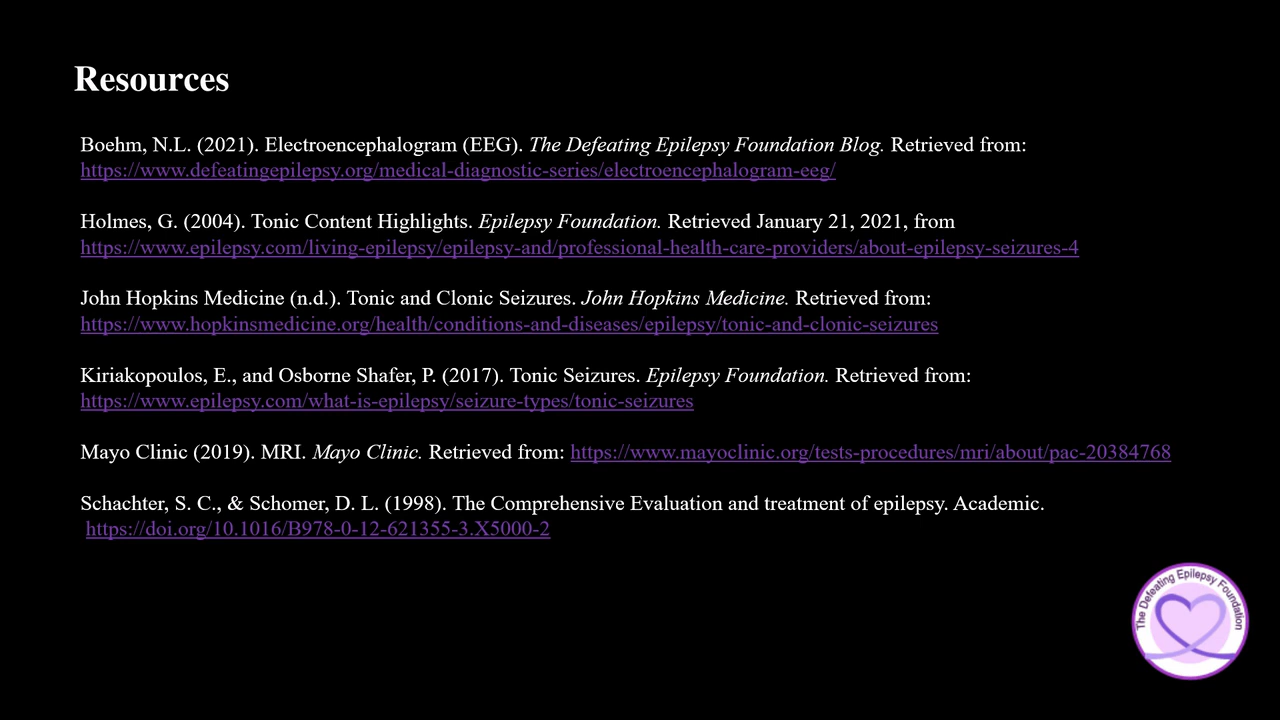 Resources
Boehm, N.L. (2021). Electroencephalogram (EEG). The Defeating Epilepsy Foundation Blog. Retrieved from:
https://www.defeatingepilepsy.org/medical-diagnostic-series/electroencephalogram-eeg/
Holmes, G. (2004). Tonic Content Highlights. Epilepsy Foundation. Retrieved January 21, 2021, from
https://www.epilepsy.com/living-epilepsy/epilepsy-and/professional-health-care-providers/about-epilepsy-seizures-4
John Hopkins Medicine (n.d.). Tonic and Clonic Seizures. John Hopkins Medicine. Retrieved from:
https://www.hopkinsmedicine.org/health/conditions-and-diseases/epilepsy/tonic-and-clonic-seizures
Kiriakopoulos, E., and Osborne Shafer, P. (2017). Tonic Seizures. Epilepsy Foundation. Retrieved from:
https://www.epilepsy.com/what-is-epilepsy/seizure-types/tonic-seizures
Mayo Clinic (2019). MRI. Mayo Clinic. Retrieved from: https://www.mayoclinic.org/tests-procedures/mri/about/pac-20384768
Schachter, S. C., & Schomer, D. L. (1998). The Comprehensive Evaluation and treatment of epilepsy. Academic.
https://doi.org/10.1016/B978-0-12-621355-3.X5000-2
The Defeating Epilepsy Foundation